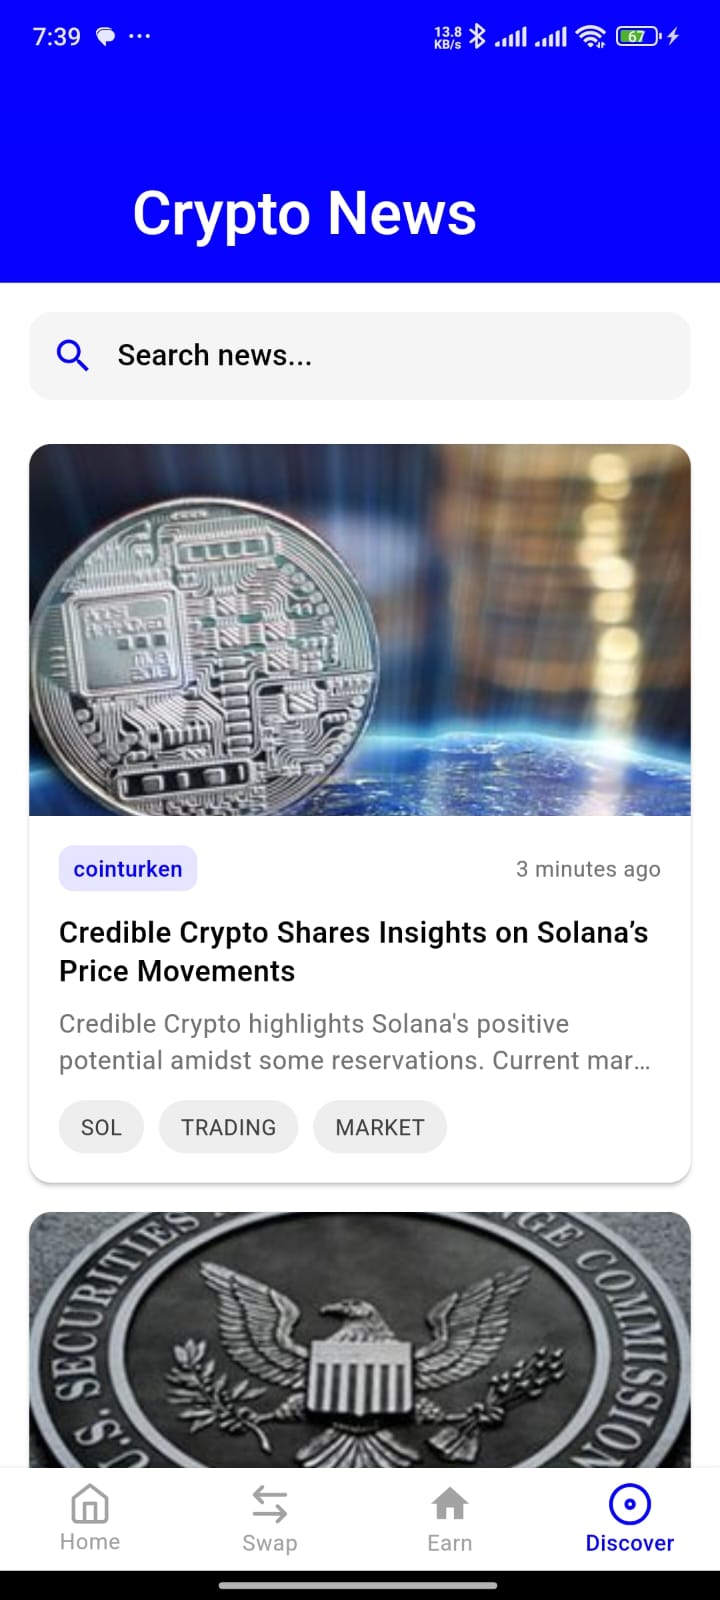 7:39
13.8
KB/s
67
Crypto News
Search news...
cointurken
3 minutes ago
Credible Crypto Shares Insights on Solana’s
Price Movements
Credible Crypto highlights Solana's positive
potential amidst some reservations. Current mar...
SOL
TRADING
MARKET
U.S. SECURITIES
NGE COMMISSION
Home
Swap
Earn
Discover